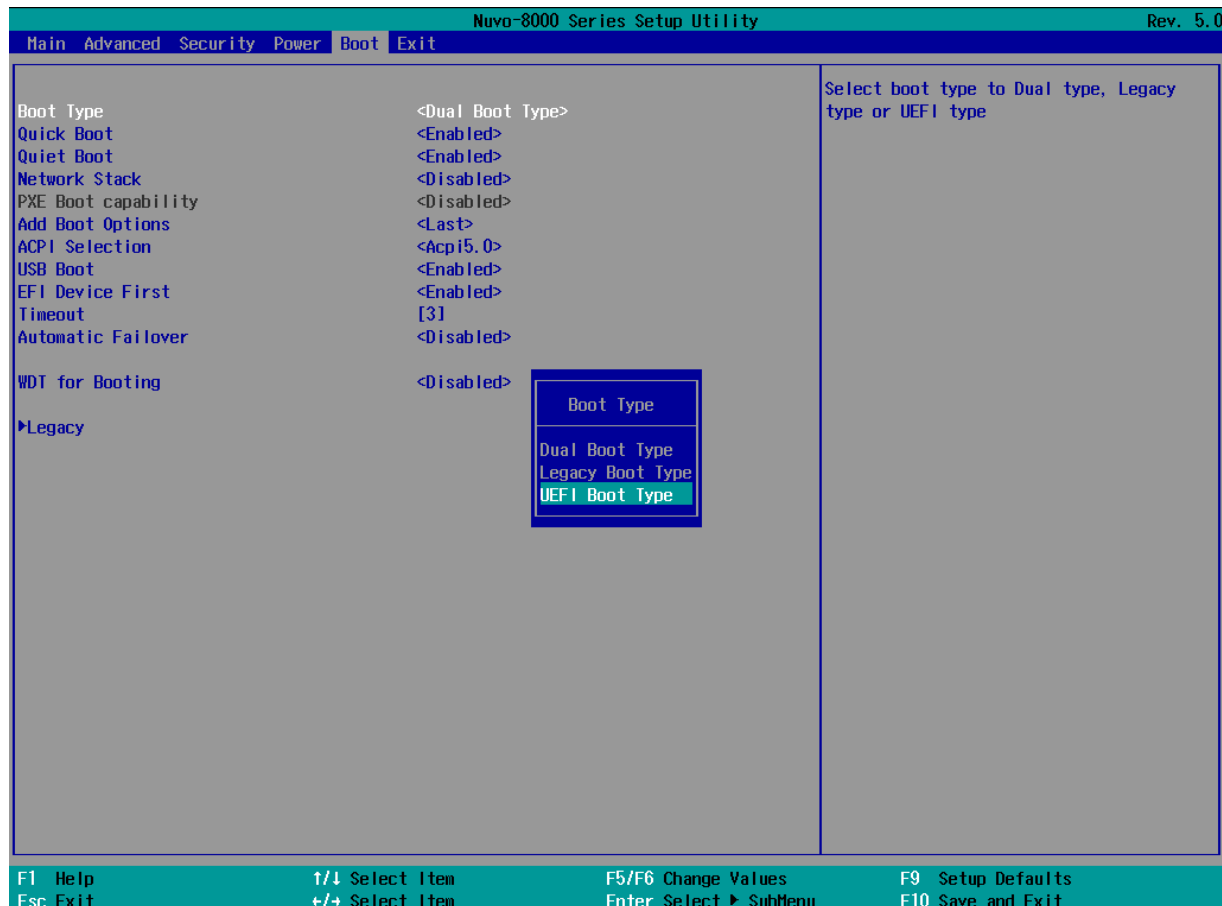 Nuvo-8000 Series Setup Utility Rev. 5.0
Main Advanced Security Power Boot Exit
Boot Type <Dual Boot Type>
Quick Boot <Enabled>
Quiet Boot <Enabled>
Network Stack <Disabled>
PXE Boot capability <Disabled>
Add Boot Options <Last>
ACPI Selection <Acpi5.0>
USB Boot <Enabled>
EFI Device First <Enabled>
Timeout [3]
Automatic Failover <Disabled>
WDT for Booting <Disabled>
▶Legacy
Boot Type
Dual Boot Type
Legacy Boot Type
UEFI Boot Type
Select boot type to Dual type, Legacy
type or UEFI type
F1 Help ↑/↓ Select Item F5/F6 Change Values F9 Setup Defaults
Esc Exit ←/→ Select Item Enter Select ▶ SubMenu F10 Save and Exit